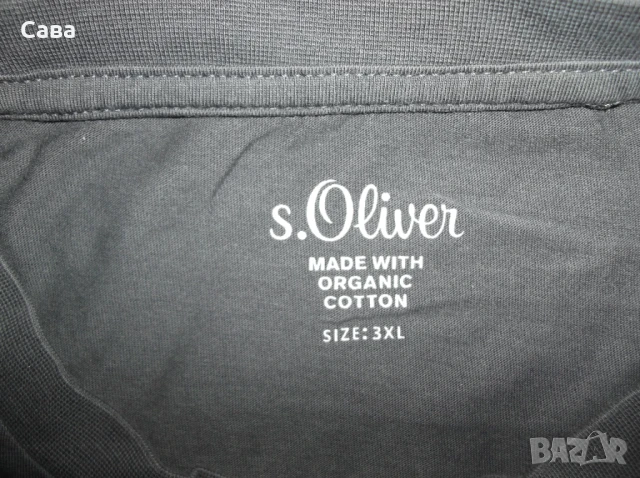 Сава
s.Oliver
MADE WITH
ORGANIC
COTTON
SIZE: 3XL
BAZAR